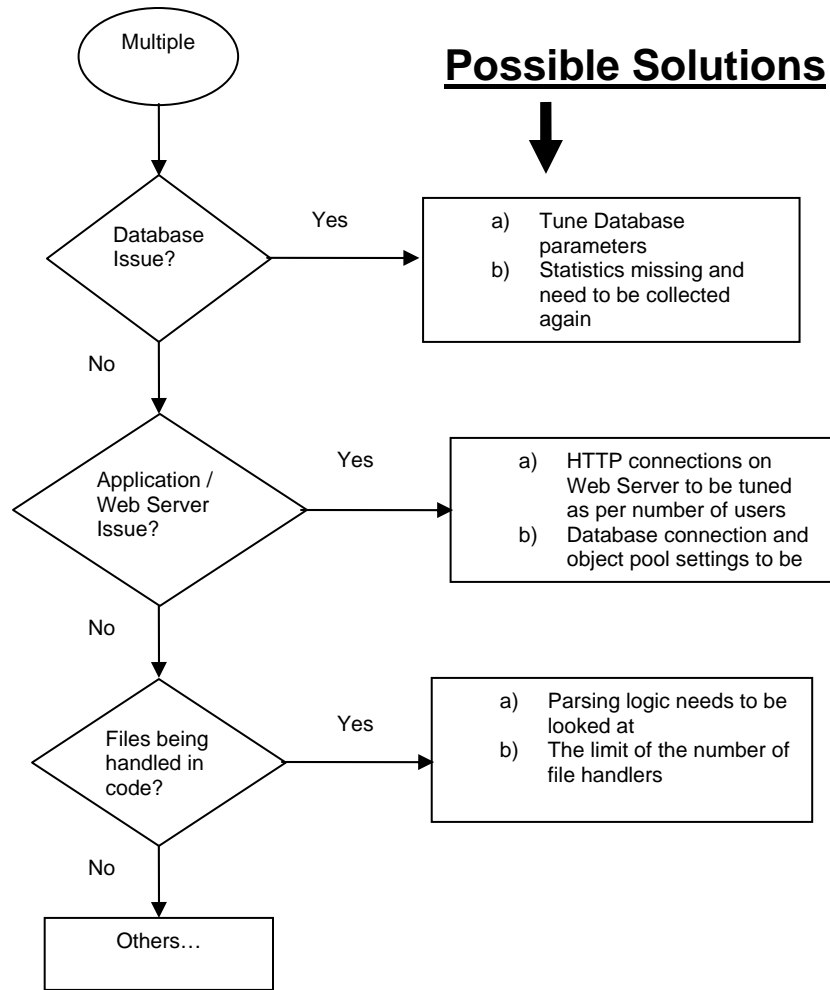 Multiple
Possible Solutions
Database
Issue?
Yes
a) Tune Database
parameters
b) Statistics missing and
need to be collected
again
No
Application /
Web Server
Issue?
Yes
a) HTTP connections on
Web Server to be tuned
as per number of users
b) Database connection and
object pool settings to be
No
Files being
handled in
code?
Yes
a) Parsing logic needs to be
looked at
b) The limit of the number of
file handlers
No
Others…